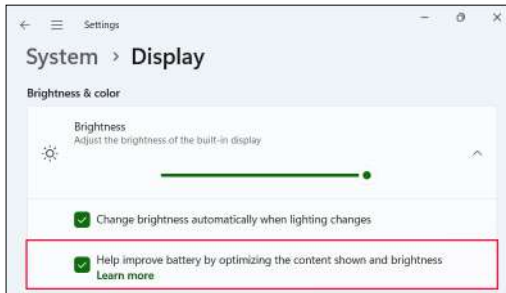 Settings
System > Display
Brightness & color
Brightness
Adjust the brightness of the built-in display
Change brightness automatically when lighting changes
Help improve battery by optimizing the content shown and brightness
Learn more